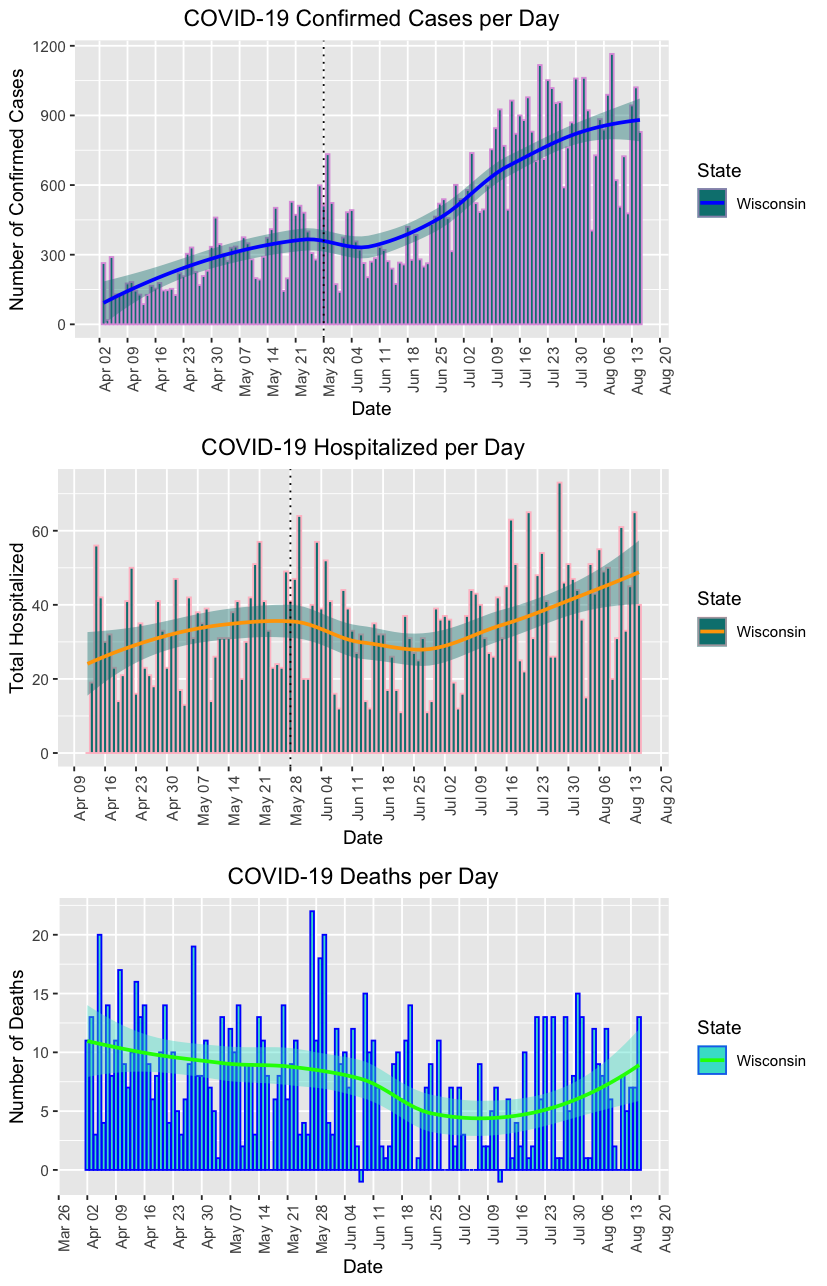 COVID-19 Confirmed Cases per Day
Number of Confirmed Cases
1200
900
600
300
0
Apr 02
Apr 09
Apr 16
Apr 23
Apr 30
May 07
May 14
May 21
May 28
Jun 04
Jun 11
Jun 18
Jun 25
Jul 02
Jul 09
Jul 16
Jul 23
Jul 30
Aug 06
Aug 13
Aug 20
Date
State
Wisconsin
COVID-19 Hospitalized per Day
Total Hospitalized
60
40
20
0
Apr 09
Apr 16
Apr 23
Apr 30
May 07
May 14
May 21
May 28
Jun 04
Jun 11
Jun 18
Jun 25
Jul 02
Jul 09
Jul 16
Jul 23
Jul 30
Aug 06
Aug 13
Aug 20
Date
State
Wisconsin
COVID-19 Deaths per Day
Number of Deaths
20
15
10
5
0
Mar 26
Apr 02
Apr 09
Apr 16
Apr 23
Apr 30
May 07
May 14
May 21
May 28
Jun 04
Jun 11
Jun 18
Jun 25
Jul 02
Jul 09
Jul 16
Jul 23
Jul 30
Aug 06
Aug 13
Aug 20
Date
State
Wisconsin